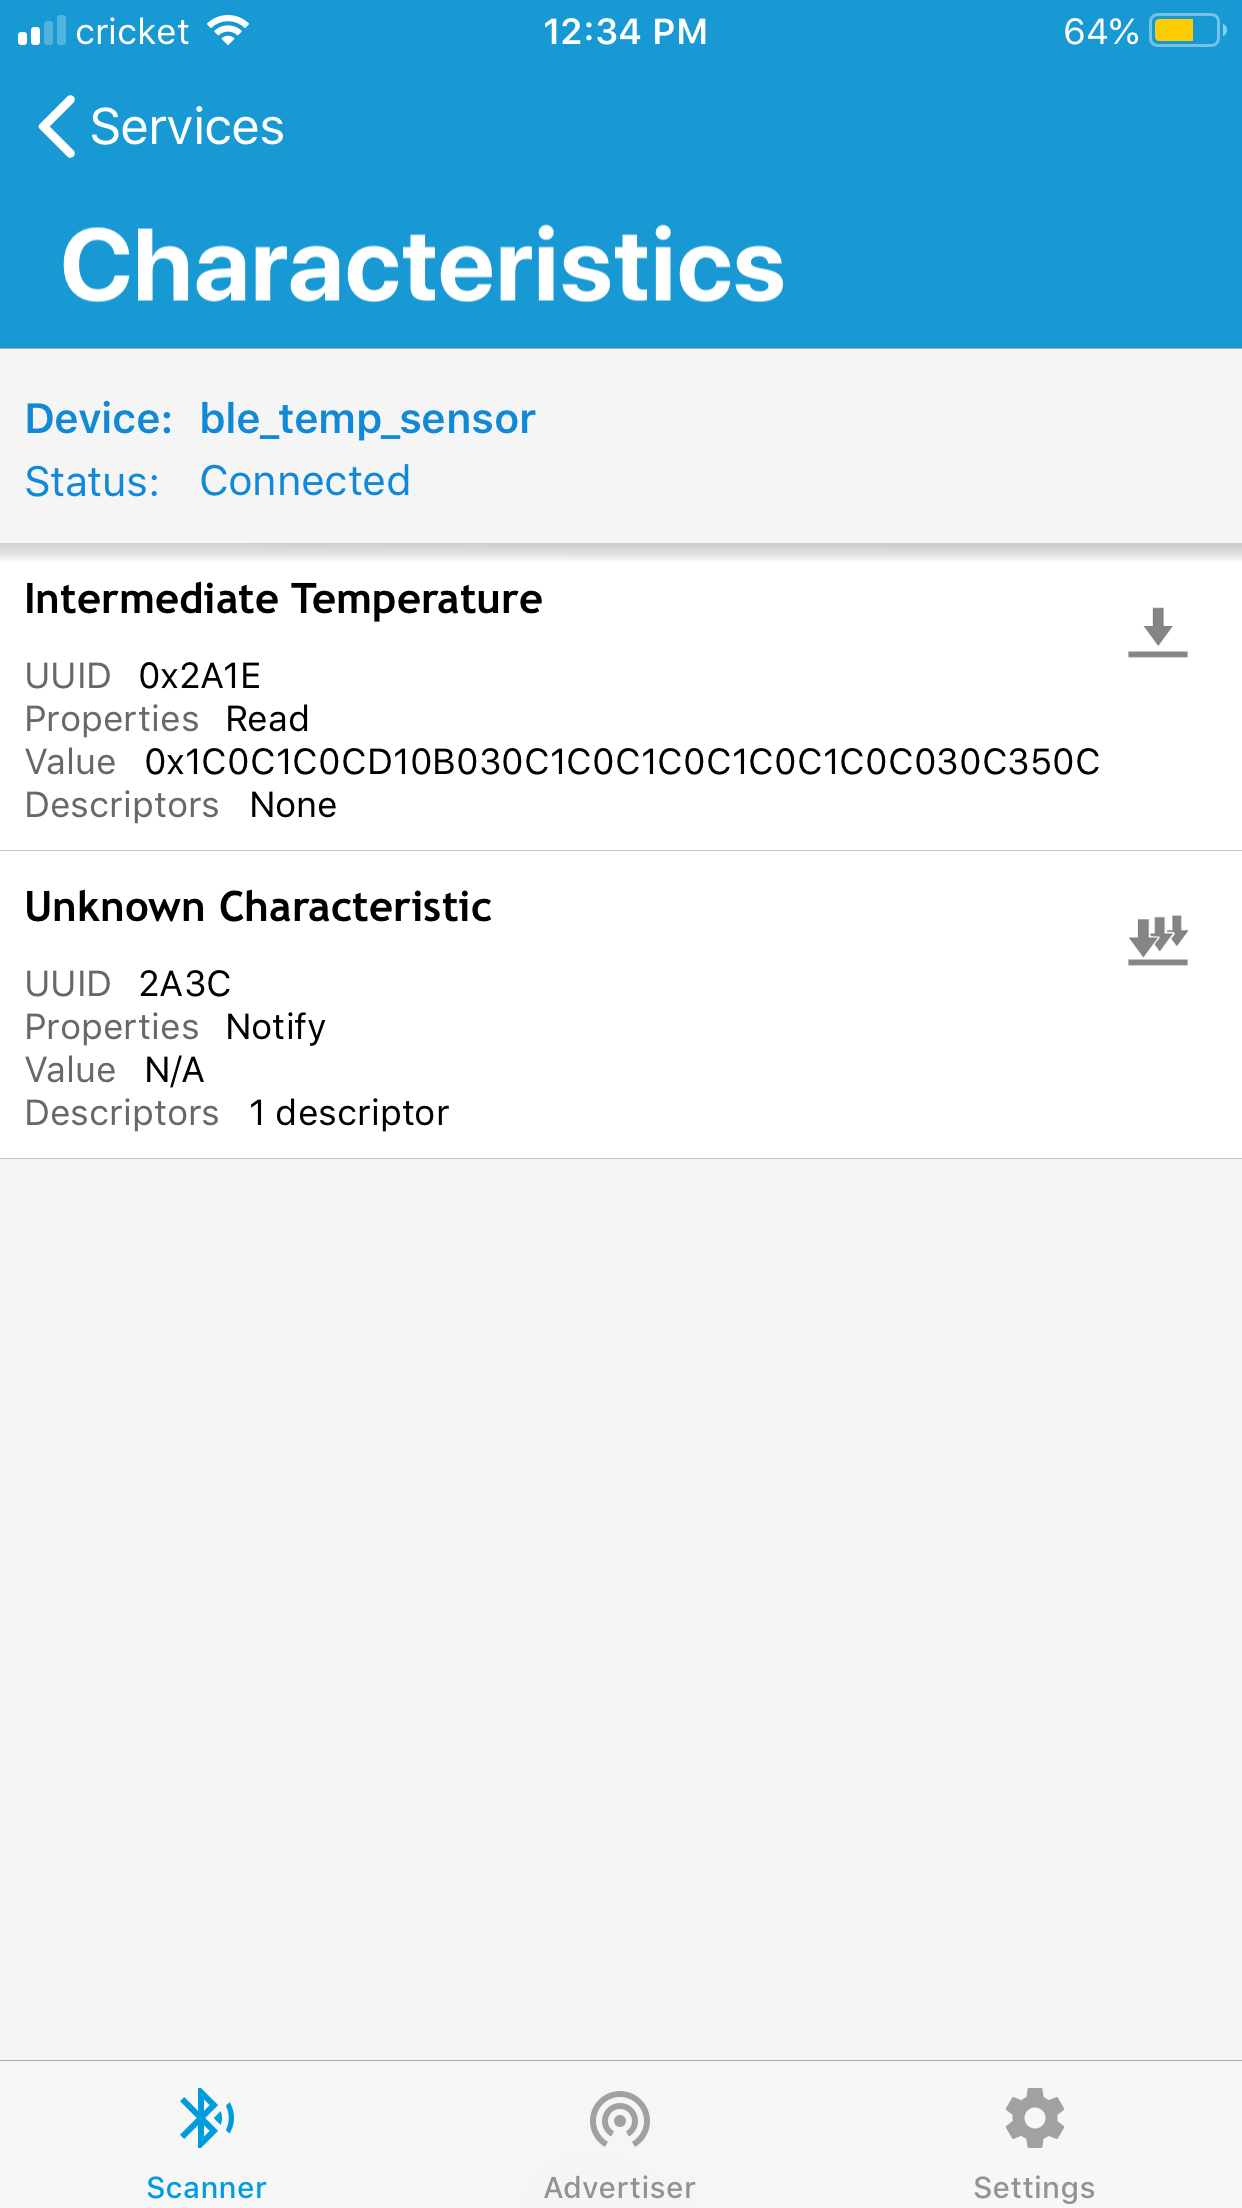 cricket 12:34 PM 64%
Services
Characteristics
Device: ble_temp_sensor
Status: Connected
Intermediate Temperature
UUID 0x2A1E
Properties Read
Value 0x1C0C1C0CD10B030C1C0C1C0C1C0C1C0C030C350C
Descriptors None
Unknown Characteristic
UUID 2A3C
Properties Notify
Value N/A
Descriptors 1 descriptor
Scanner Advertiser Settings